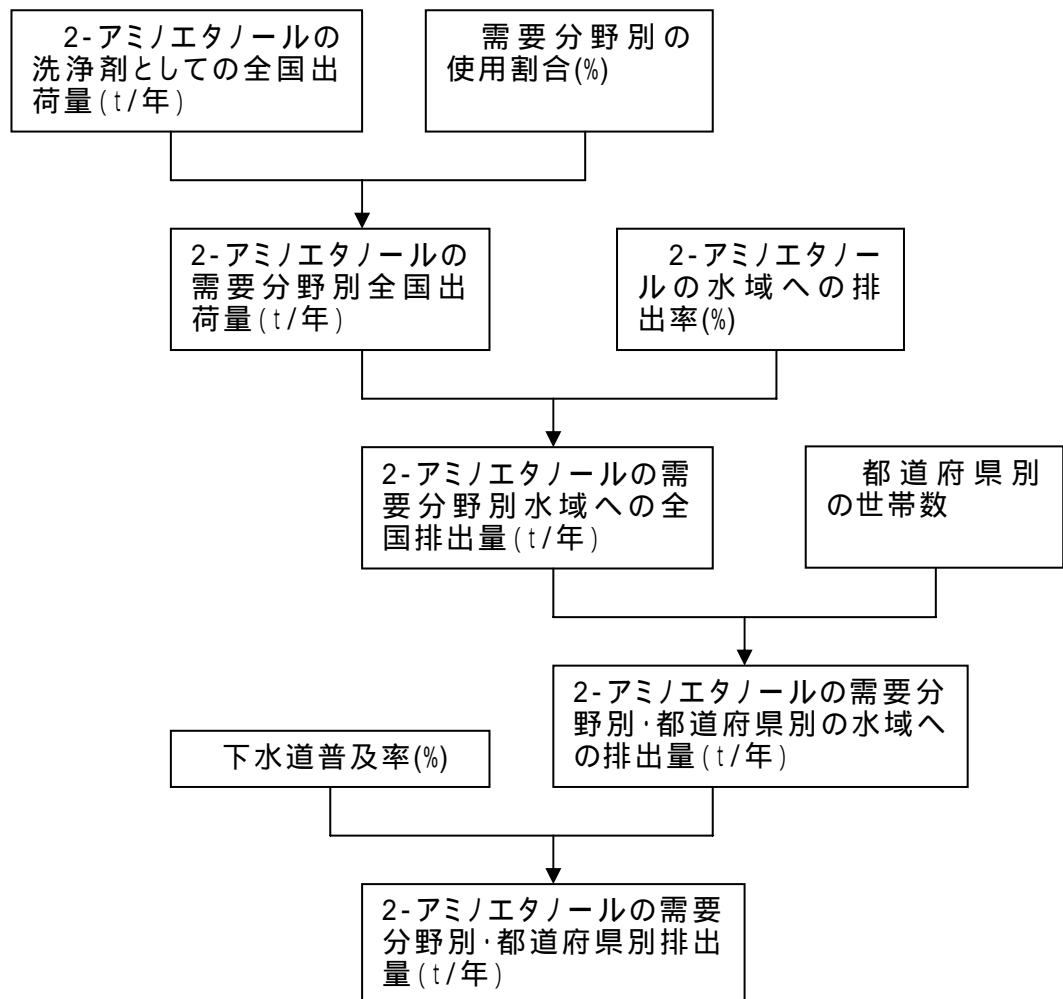 2-アミノエタノールの
洗浄剤としての全国出
荷量(t/年)
需要分野別の
使用割合(%)
2-アミノエタノールの
需要分野別全国出
荷量(t/年)
2-アミノエタノー
ルの水域への排
出率(%)
2-アミノエタノールの需
要分野別水域への全
国排出量(t/年)
都道府県別
の世帯数
2-アミノエタノールの需要分
野別・都道府県別の水域へ
の排出量(t/年)
下水道普及率(%)
2-アミノエタノールの需要
分野別・都道府県別排出
量(t/年)